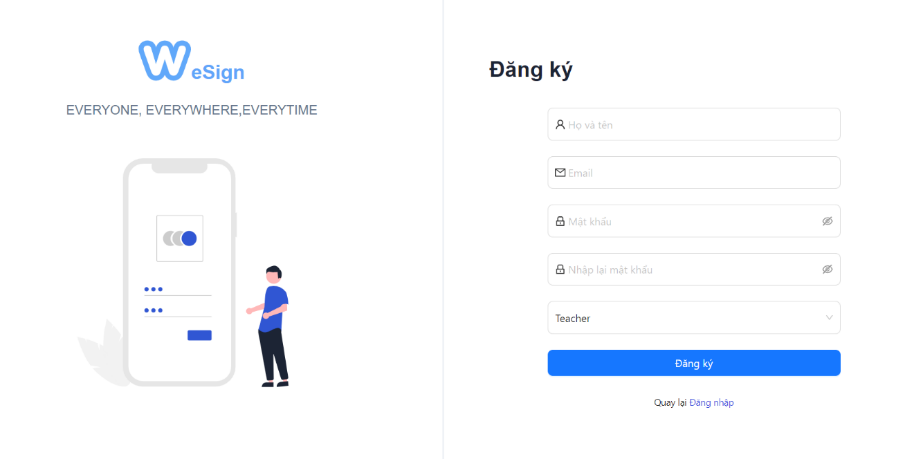 WeSign
EVERYONE, EVERYWHERE,EVERYTIME
Đăng ký
Họ và tên
Email
Mật khẩu
Nhập lại mật khẩu
Teacher
Đăng ký
Quay lại Đăng nhập